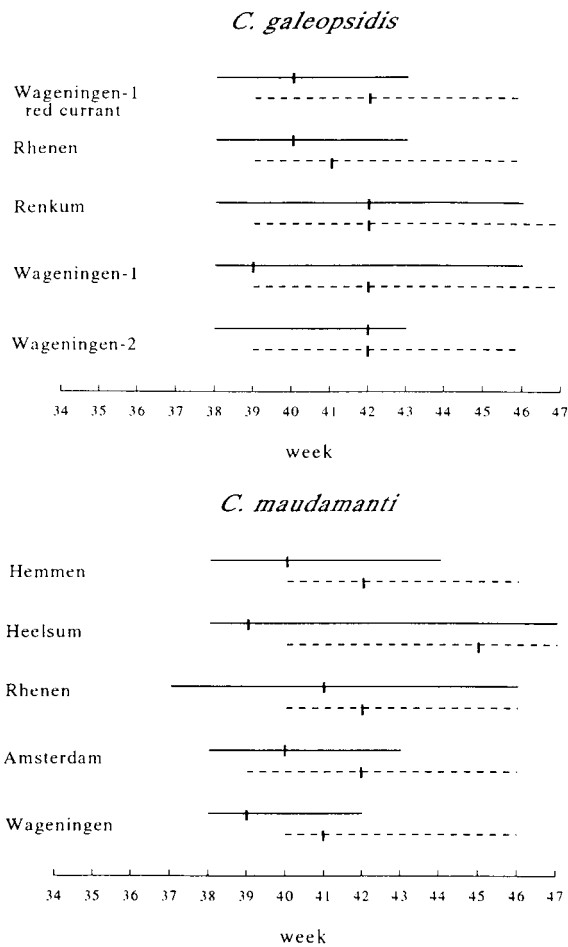 C. galeopsidis
Wageningen-1
red currant
Rhenen
Renkum
Wageningen-1
Wageningen-2
34 35 36 37 38 39 40 41 42 43 44 45 46 47
week
C. maudamanti
Hemmen
Heelsum
Rhenen
Amsterdam
Wageningen
34 35 36 37 38 39 40 41 42 43 44 45 46 47
week